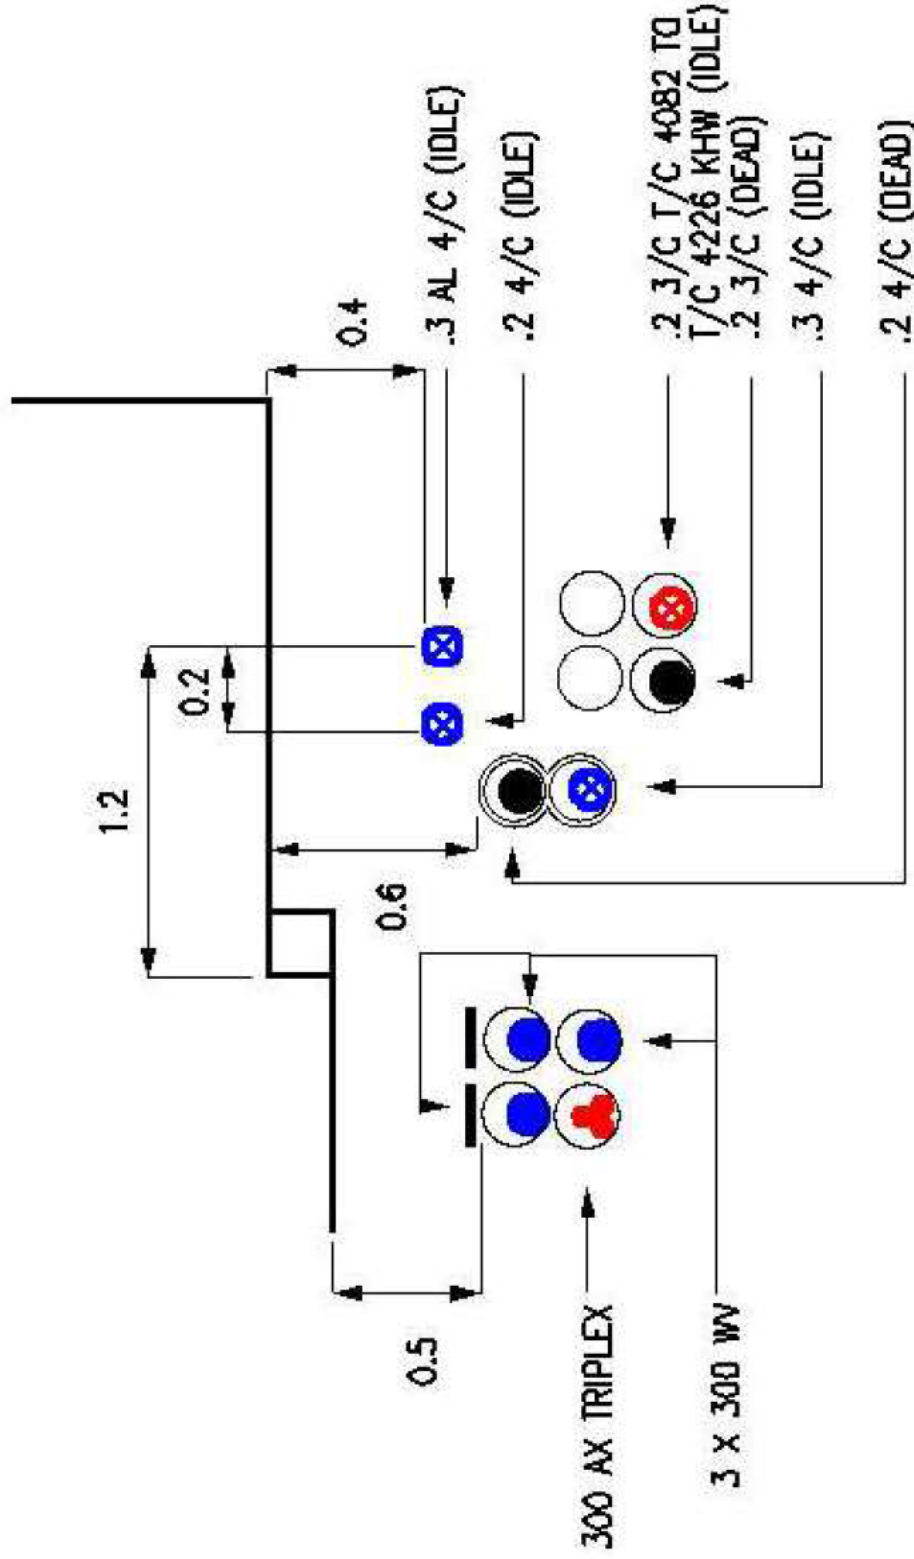 1.2
0.2
0.4
0.6
0.5
.3 AL 4/C (IDLE)
.2 4/C (IDLE)
.2 3/C T/C 4082 TO
T/C 4226 KHW (IDLE)
.2 3/C (DEAD)
.3 4/C (IDLE)
.2 4/C (DEAD)
300 AX TRIPLEX
3 X 300 WV